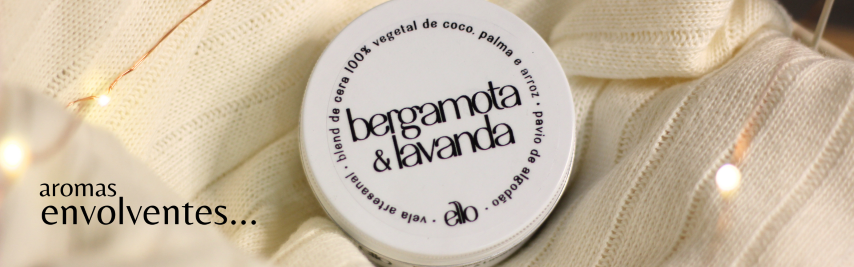 aromas
envolventes...
bergamota
& lavanda
· blend de cera 100% vegetal de coco, palma e arroz · pavio de algodão ·
ello
· vela artesanal